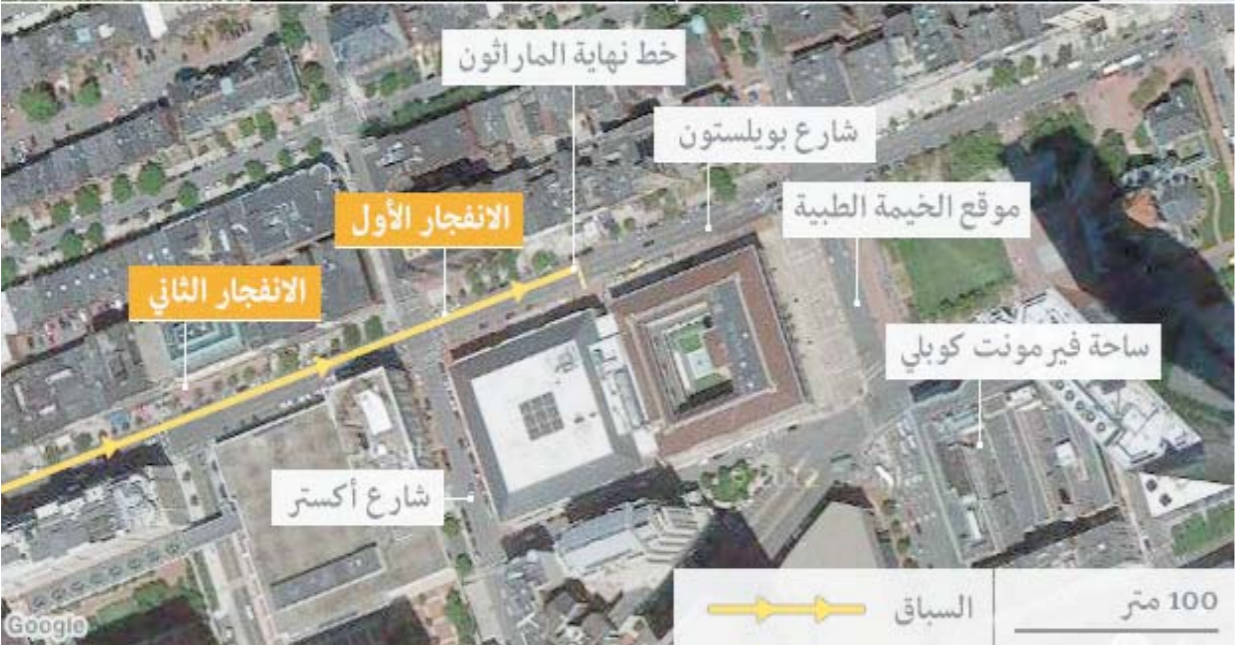 خط نهاية الماراثون
شارع بويلستون
موقع الخيمة الطبية
الانفجار الأول
الانفجار الثاني
ساحة فيرمونت كوبلي
شارع أكستر
100 متر
السباق
Google